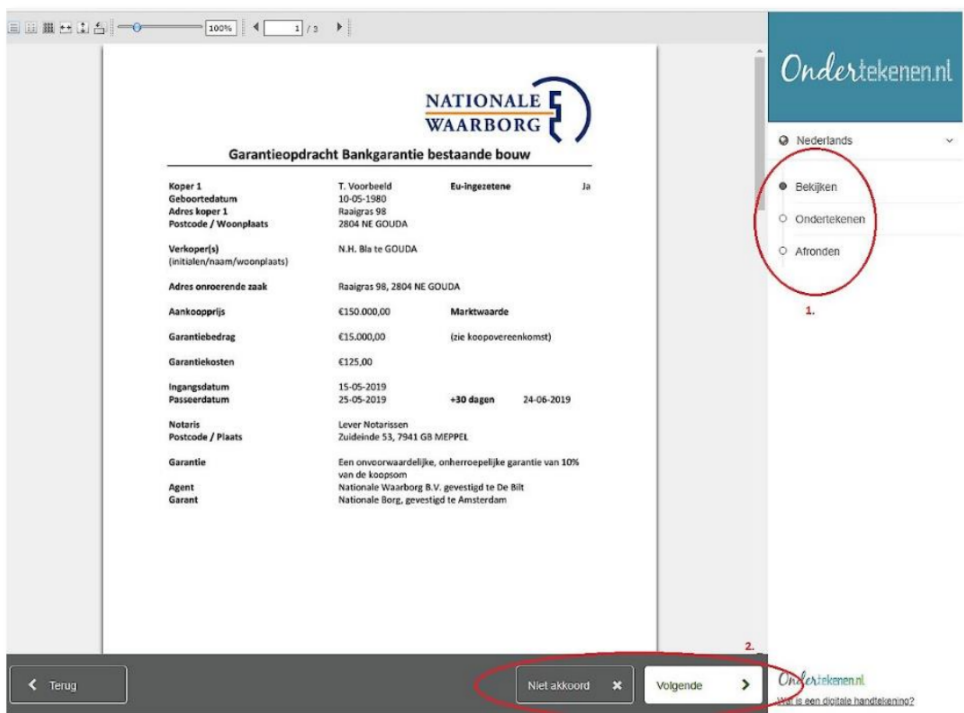 100%
1 / 3
NATIONALE
WAARBORG
Garantieopdracht Bankgarantie bestaande bouw
Koper 1 T. Voorbeeld Eu-ingezetene Ja
Geboortedatum 10-05-1980
Adres koper 1 Raaigras 98
Postcode / Woonplaats 2804 NE GOUDA
Verkoper(s) N.H. Bla te GOUDA
(initialen/naam/woonplaats)
Adres onroerende zaak Raaigras 98, 2804 NE GOUDA
Aankoopprijs €150.000,00 Marktwaarde
Garantiebedrag €15.000,00 (zie koopovereenkomst)
Garantiekosten €125,00
Ingangsdatum 15-05-2019
Passeerdatum 25-05-2019 +30 dagen 24-06-2019
Notaris Lever Notarissen
Postcode / Plaats Zuideinde 53, 7941 GB MEPPEL
Garantie Een onvoorwaardelijke, onherroepelijke garantie van 10%
van de koopsom
Agent Nationale Waarborg B.V. gevestigd te De Bilt
Garant Nationale Borg, gevestigd te Amsterdam
Ondertekenen.nl
Nederlands
Bekijken
Ondertekenen
Afronden
1.
2.
Terug
Niet akkoord
Volgende
Ondertekenen.nl
Wat is een digitale handtekening?